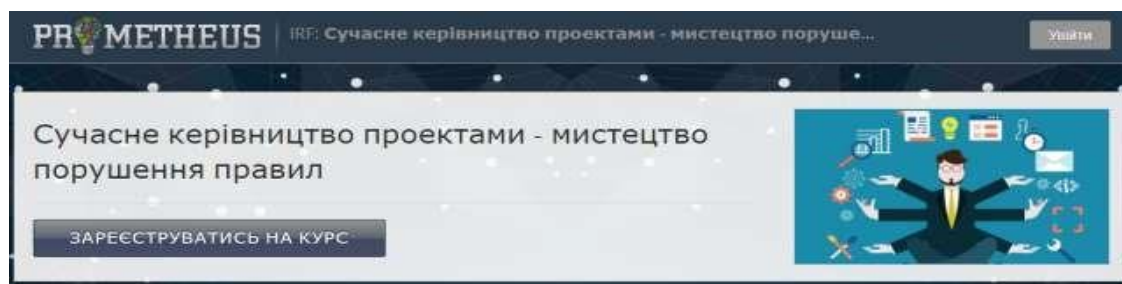 PROMETHEUS
IRF: Сучасне керівництво проектами - мистецтво поруше...
Увійти
Сучасне керівництво проектами - мистецтво
порушення правил
ЗАРЕЄСТРУВАТИСЬ НА КУРС